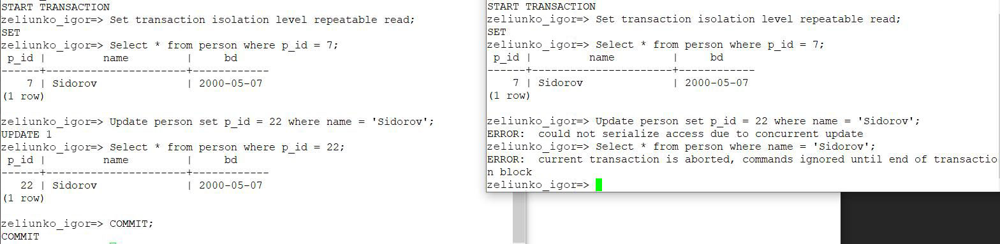 START TRANSACTION
zeliunko_igor=> Set transaction isolation level repeatable read;
SET
zeliunko_igor=> Select * from person where p_id = 7;
 p_id |         name         |     bd
------+----------------------+------------
    7 | Sidorov              | 2000-05-07
(1 row)

zeliunko_igor=> Update person set p_id = 22 where name = 'Sidorov';
UPDATE 1
zeliunko_igor=> Select * from person where p_id = 22;
 p_id |         name         |     bd
------+----------------------+------------
   22 | Sidorov              | 2000-05-07
(1 row)

zeliunko_igor=> COMMIT;
COMMIT
START TRANSACTION
zeliunko_igor=> Set transaction isolation level repeatable read;
SET
zeliunko_igor=> Select * from person where p_id = 7;
 p_id |         name         |     bd
------+----------------------+------------
    7 | Sidorov              | 2000-05-07
(1 row)

zeliunko_igor=> Update person set p_id = 22 where name = 'Sidorov';
ERROR:  could not serialize access due to concurrent update
zeliunko_igor=> Select * from person where name = 'Sidorov';
ERROR:  current transaction is aborted, commands ignored until end of transactio
n block
zeliunko_igor=>